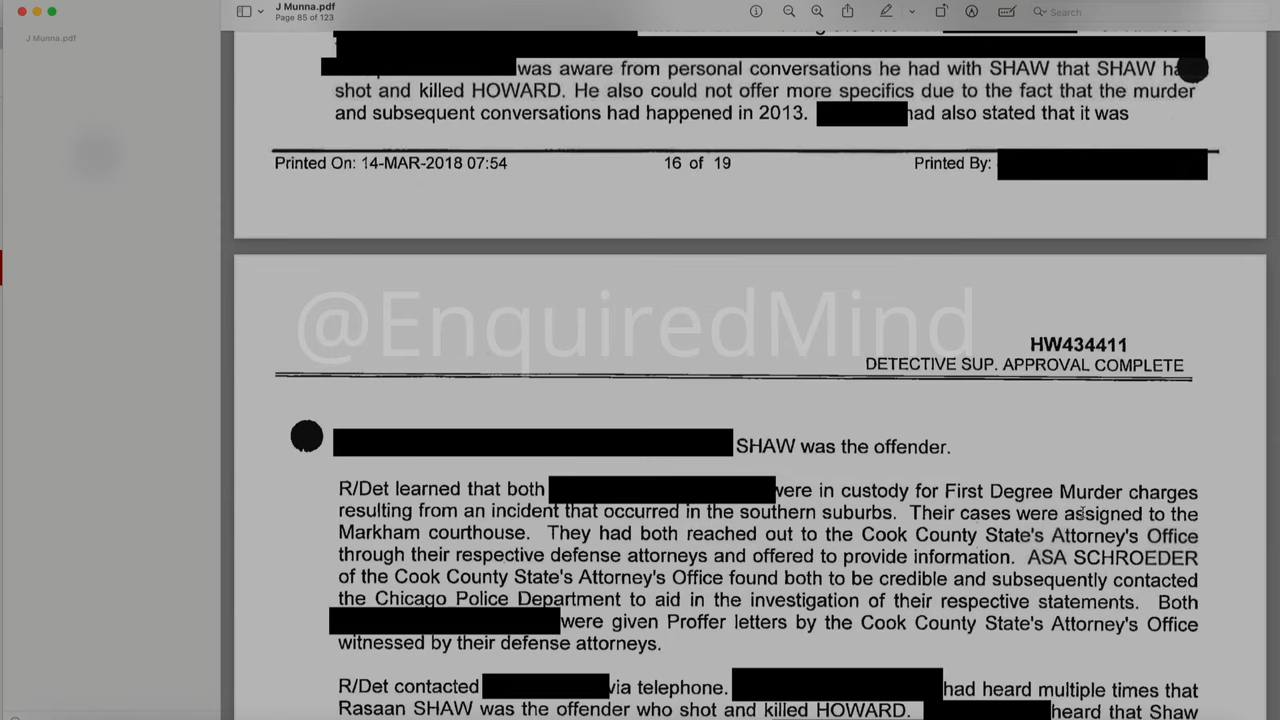 J Munna.pdf
Page 85 of 123
Search
J Munna.pdf
was aware from personal conversations he had with SHAW that SHAW
shot and killed HOWARD. He also could not offer more specifics due to the fact that the murder
and subsequent conversations had happened in 2013. had also stated that it was
Printed On: 14-MAR-2018 07:54 16 of 19 Printed By:
@EnquiredMind
HW434411
DETECTIVE SUP. APPROVAL COMPLETE
SHAW was the offender.
R/Det learned that both were in custody for First Degree Murder charges
resulting from an incident that occurred in the southern suburbs. Their cases were assigned to the
Markham courthouse. They had both reached out to the Cook County State's Attorney's Office
through their respective defense attorneys and offered to provide information. ASA SCHROEDER
of the Cook County State's Attorney's Office found both to be credible and subsequently contacted
the Chicago Police Department to aid in the investigation of their respective statements. Both
were given Proffer letters by the Cook County State's Attorney's Office
witnessed by their defense attorneys.
R/Det contacted via telephone. had heard multiple times that
Rasaan SHAW was the offender who shot and killed HOWARD. heard that Shaw